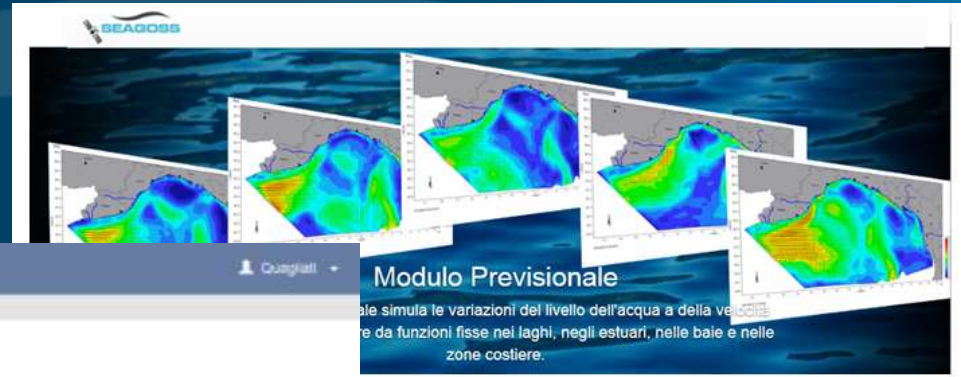 SEAGOSS
Quagliati
Modulo Previsionale
ale simula le variazioni del livello dell'acqua a della velocità
re da funzioni fisse nei laghi, negli estuari, nelle baie e nelle
zone costiere.